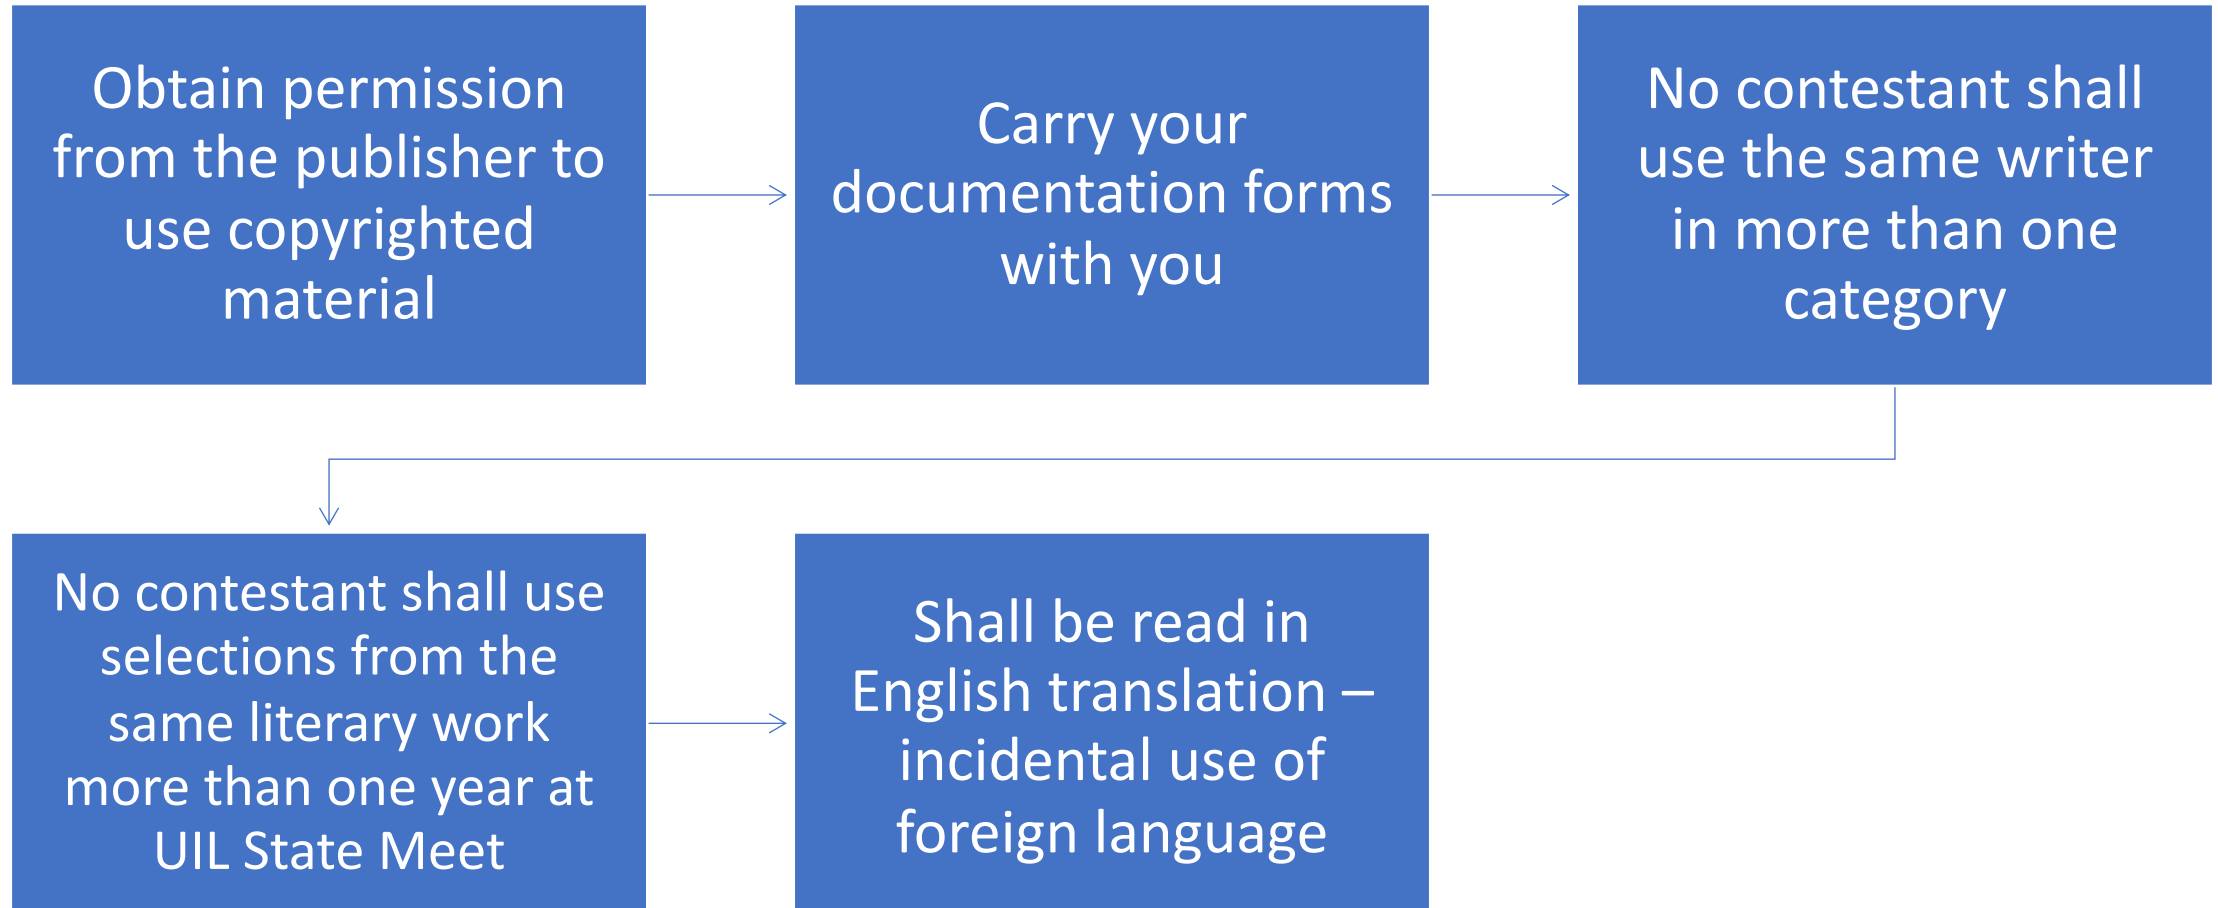 Obtain permission
from the publisher to
use copyrighted
material
Carry your
documentation forms
with you
No contestant shall
use the same writer
in more than one
category
No contestant shall use
selections from the
same literary work
more than one year at
UIL State Meet
Shall be read in
English translation –
incidental use of
foreign language